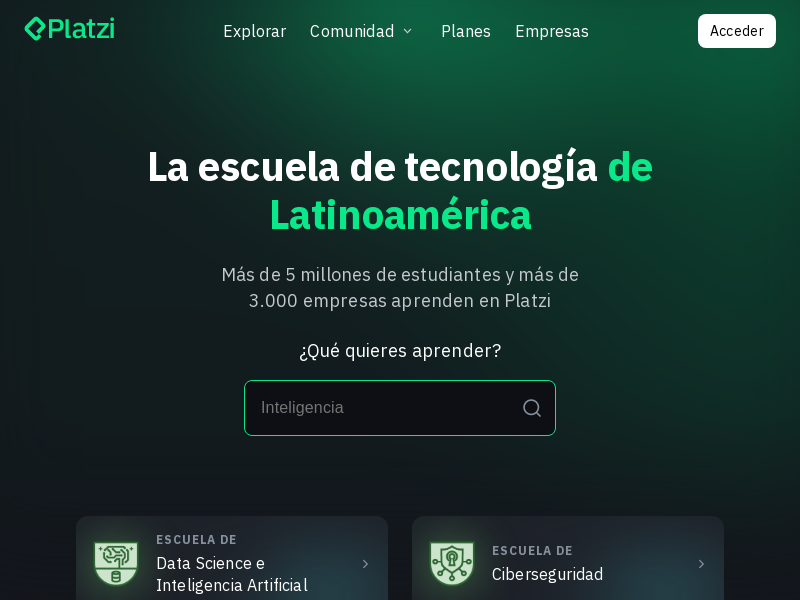 Platzi
Explorar
Comunidad
Planes
Empresas
Acceder
La escuela de tecnología de
Latinoamérica
Más de 5 millones de estudiantes y más de
3.000 empresas aprenden en Platzi
¿Qué quieres aprender?
Inteligencia
ESCUELA DE
Data Science e
Inteligencia Artificial
ESCUELA DE
Ciberseguridad